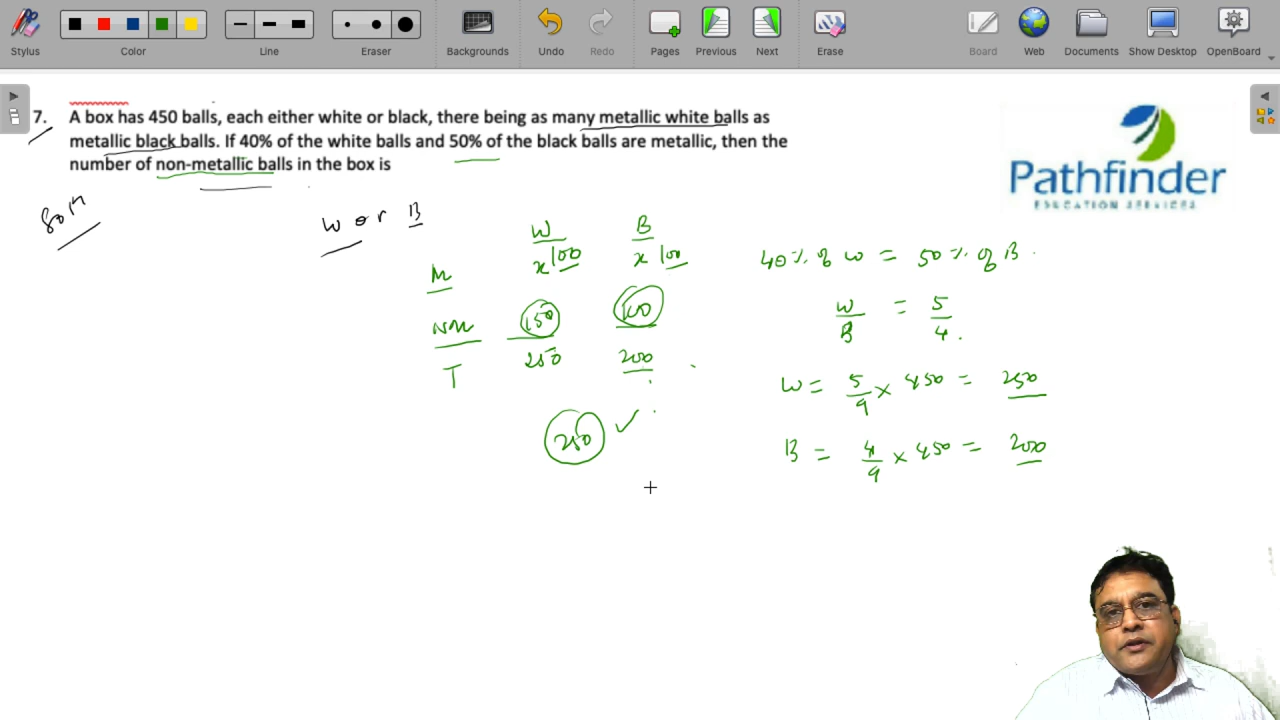 Stylus
Color
Line
Eraser
Backgrounds
Undo
Redo
Pages
Previous
Next
Erase
Board
Web
Documents
Show Desktop
OpenBoard
7. A box has 450 balls, each either white or black, there being as many metallic white balls as
metallic black balls. If 40% of the white balls and 50% of the black balls are metallic, then the
number of non-metallic balls in the box is
Pathfinder
EDUCATION SERVICES
Sol^n
W or B
W B
M x 100 x 100
NM 150 100
T 250 200
250 ✓
40% of W = 50% of B
W/B = 5/4
W = 5/9 × 450 = 250
B = 4/9 × 450 = 200